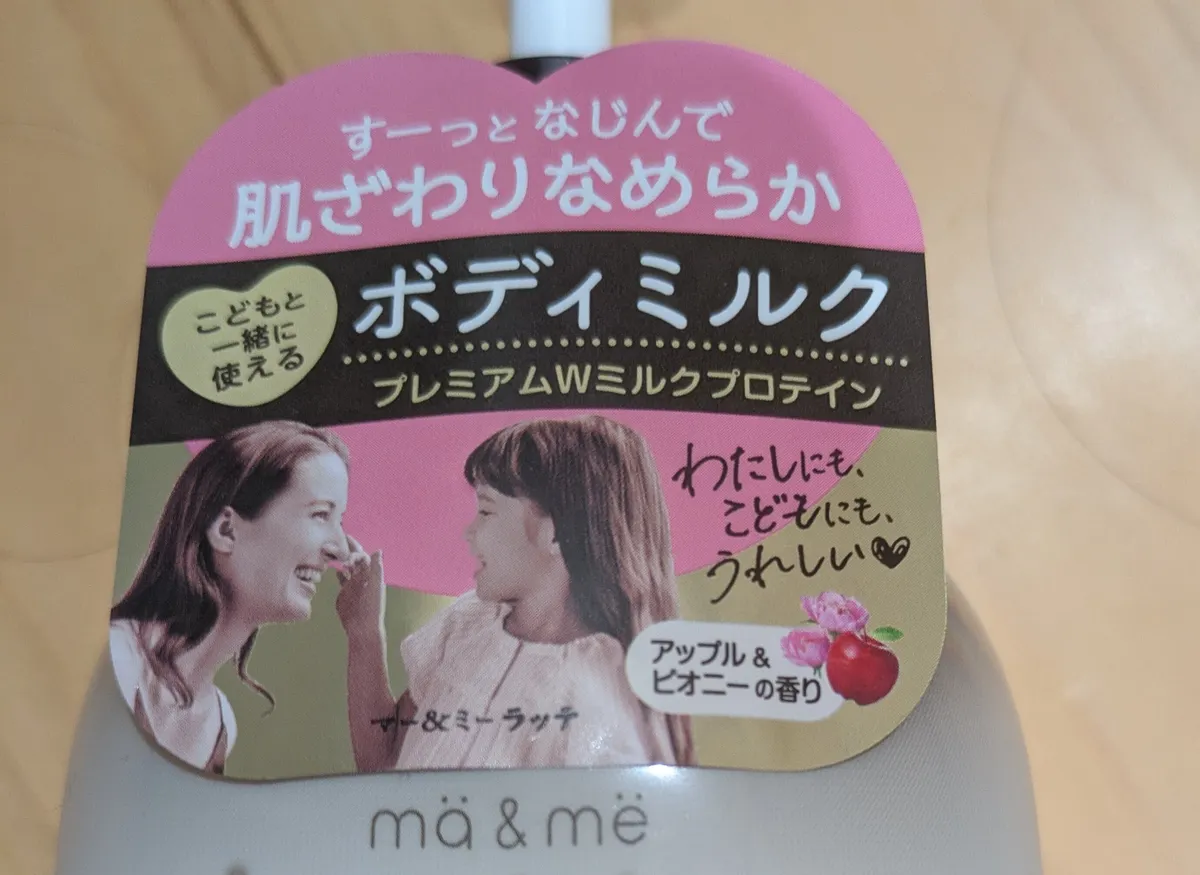 すーっと なじんで
肌ざわりなめらか
こどもと
一緒に
使える
ボディミルク
プレミアムWミルクプロテイン
わたしにも、
こどもにも、
うれしい♥
アップル &
ピオニーの香り
マー&ミー ラッテ
mä & më